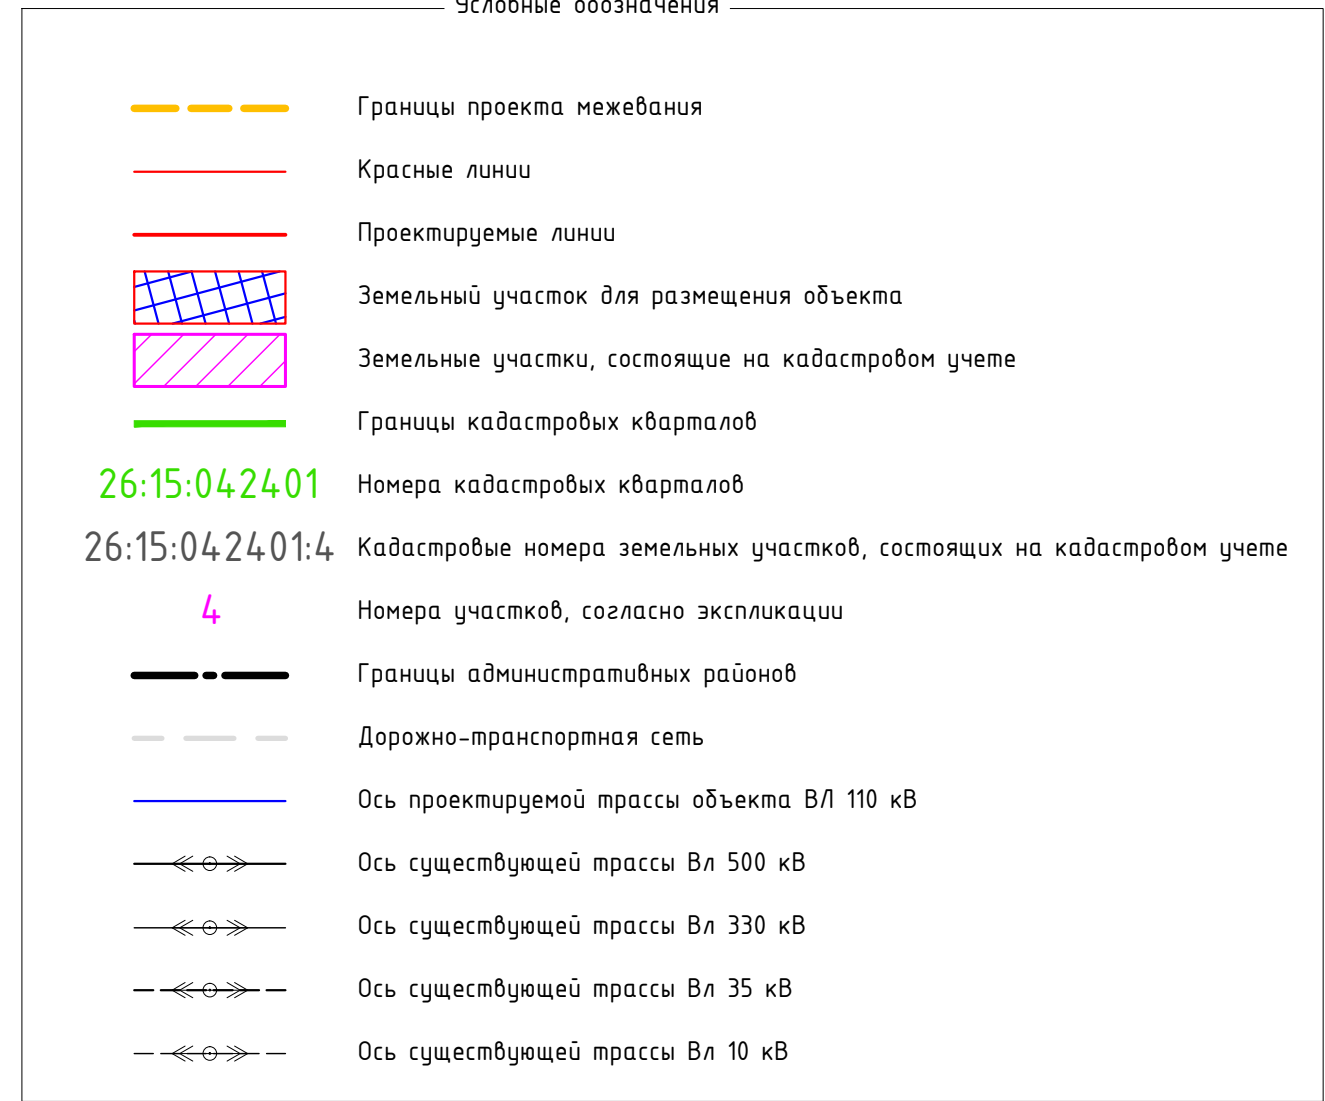 Условные обозначения
Границы проекта межевания
Красные линии
Проектируемые линии
Земельный участок для размещения объекта
Земельные участки, состоящие на кадастровом учете
Границы кадастровых кварталов
26:15:042401 Номера кадастровых кварталов
26:15:042401:4 Кадастровые номера земельных участков, состоящих на кадастровом учете
4 Номера участков, согласно экспликации
Границы административных районов
Дорожно-транспортная сеть
Ось проектируемой трассы объекта ВЛ 110 кВ
Ось существующей трассы Вл 500 кВ
Ось существующей трассы Вл 330 кВ
Ось существующей трассы Вл 35 кВ
Ось существующей трассы Вл 10 кВ